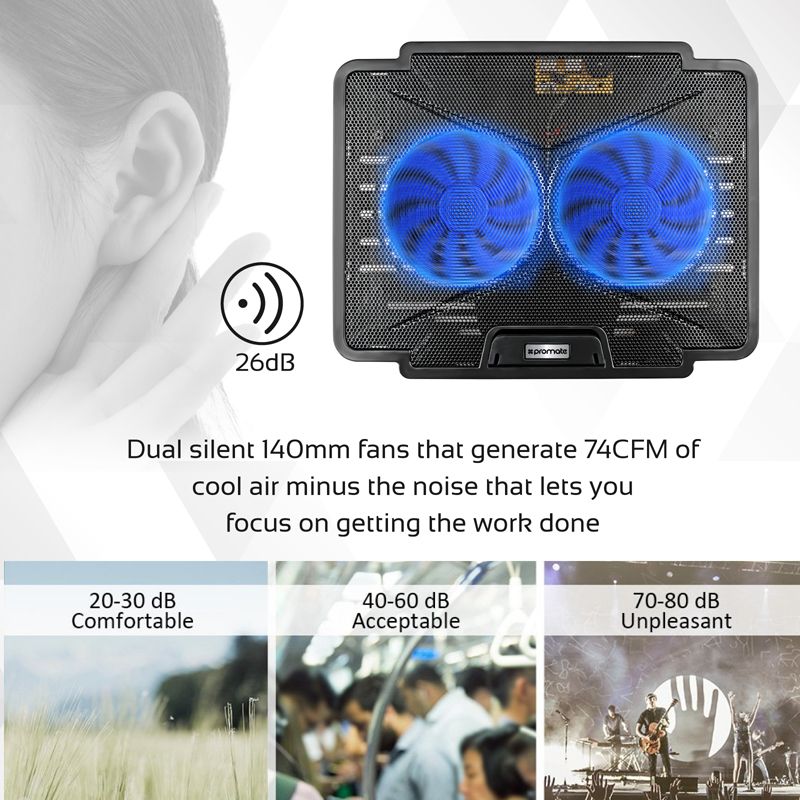 promate
26dB
Dual silent 140mm fans that generate 74CFM of
cool air minus the noise that lets you
focus on getting the work done
20-30 dB
Comfortable
40-60 dB
Acceptable
70-80 dB
Unpleasant